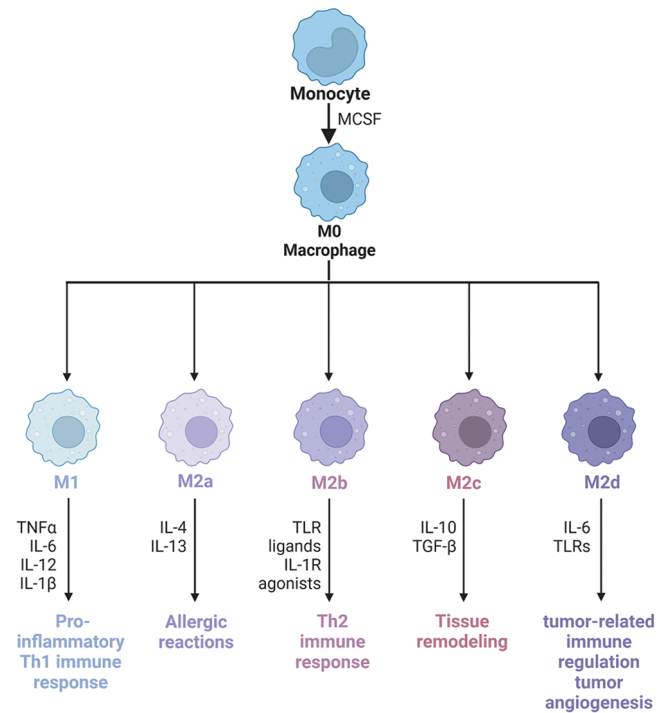 Monocyte
MCSF
M0
Macrophage
M1
M2a
M2b
M2c
M2d
TNFα
IL-6
IL-12
IL-1β
IL-4
IL-13
TLR
ligands
IL-1R
agonists
IL-10
TGF-β
IL-6
TLRs
Pro-
inflammatory
Th1 immune
response
Allergic
reactions
Th2
immune
response
Tissue
remodeling
tumor-related
immune
regulation
tumor
angiogenesis